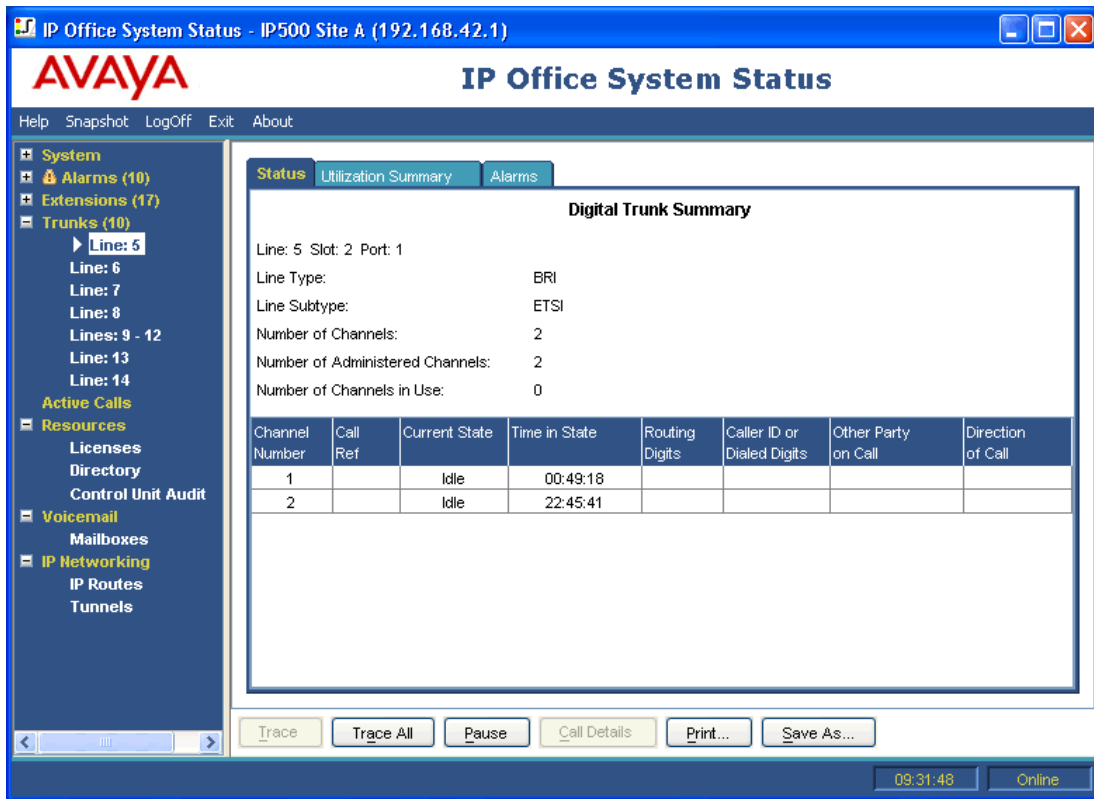 IP Office System Status - IP500 Site A (192.168.42.1)
AVAYA
IP Office System Status
Help Snapshot LogOff Exit About
System
Alarms (10)
Extensions (17)
Trunks (10)
Line: 5
Line: 6
Line: 7
Line: 8
Lines: 9 - 12
Line: 13
Line: 14
Active Calls
Resources
Licenses
Directory
Control Unit Audit
Voicemail
Mailboxes
IP Networking
IP Routes
Tunnels
Status Utilization Summary Alarms
Digital Trunk Summary
Line: 5 Slot: 2 Port: 1
Line Type: BRI
Line Subtype: ETSI
Number of Channels: 2
Number of Administered Channels: 2
Number of Channels in Use: 0
Channel Number Call Ref Current State Time in State Routing Digits Caller ID or Dialed Digits Other Party on Call Direction of Call
1 Idle 00:49:18
2 Idle 22:45:41
Trace Trace All Pause Call Details Print... Save As...
09:31:48 Online